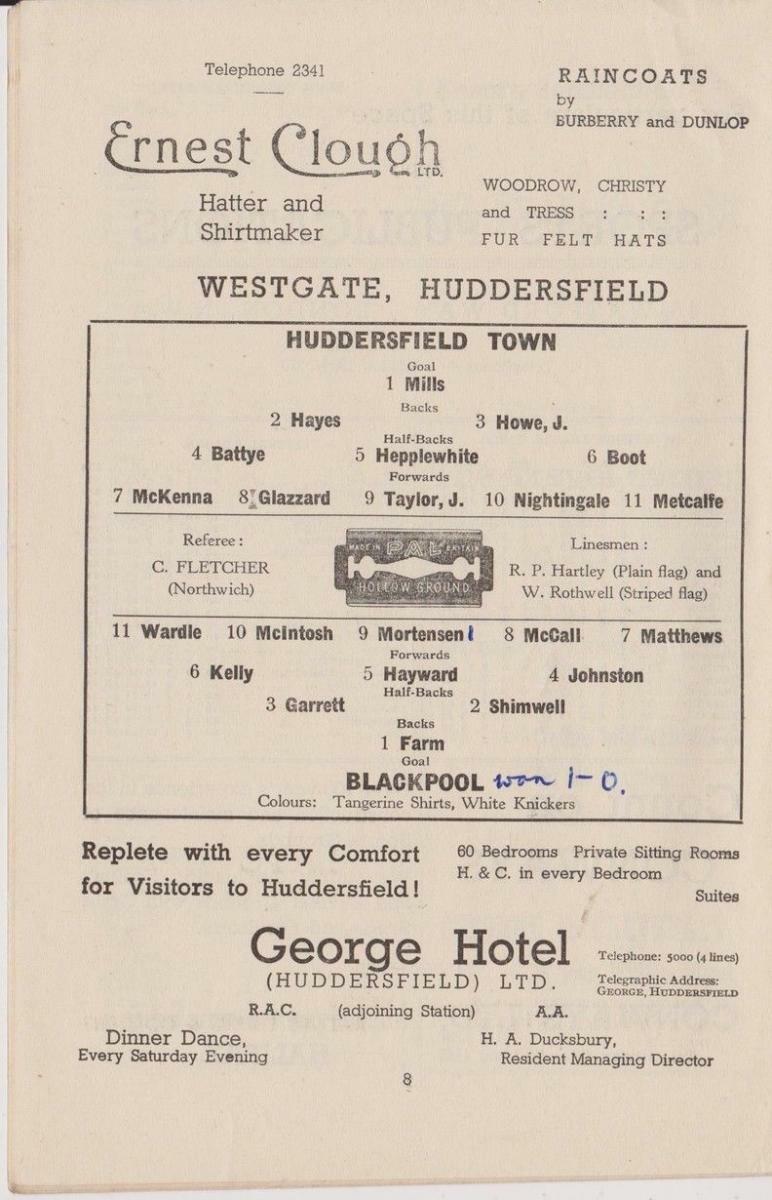 Telephone 2341
RAINCOATS
by
BURBERRY and DUNLOP
Ernest Clough LTD.
Hatter and
Shirtmaker
WOODROW, CHRISTY
and TRESS : : :
FUR FELT HATS
WESTGATE, HUDDERSFIELD
HUDDERSFIELD TOWN
Goal
1 Mills
Backs
2 Hayes 3 Howe, J.
Half-Backs
4 Battye 5 Hepplewhite 6 Boot
Forwards
7 McKenna 8 Glazzard 9 Taylor, J. 10 Nightingale 11 Metcalfe
Referee :
C. FLETCHER
(Northwich)
MADE IN PAL BRITAIN
HOLLOW GROUND
Linesmen :
R. P. Hartley (Plain flag) and
W. Rothwell (Striped flag)
11 Wardle 10 McIntosh 9 Mortensen 1 8 McCall 7 Matthews
Forwards
6 Kelly 5 Hayward 4 Johnston
Half-Backs
3 Garrett 2 Shimwell
Backs
1 Farm
Goal
BLACKPOOL won 1-0.
Colours: Tangerine Shirts, White Knickers
Replete with every Comfort
for Visitors to Huddersfield!
60 Bedrooms Private Sitting Rooms
H. & C. in every Bedroom
Suites
George Hotel
(HUDDERSFIELD) LTD.
Telephone: 5000 (4 lines)
Telegraphic Address:
GEORGE, HUDDERSFIELD
R.A.C. (adjoining Station) A.A.
Dinner Dance,
Every Saturday Evening
H. A. Ducksbury,
Resident Managing Director
8